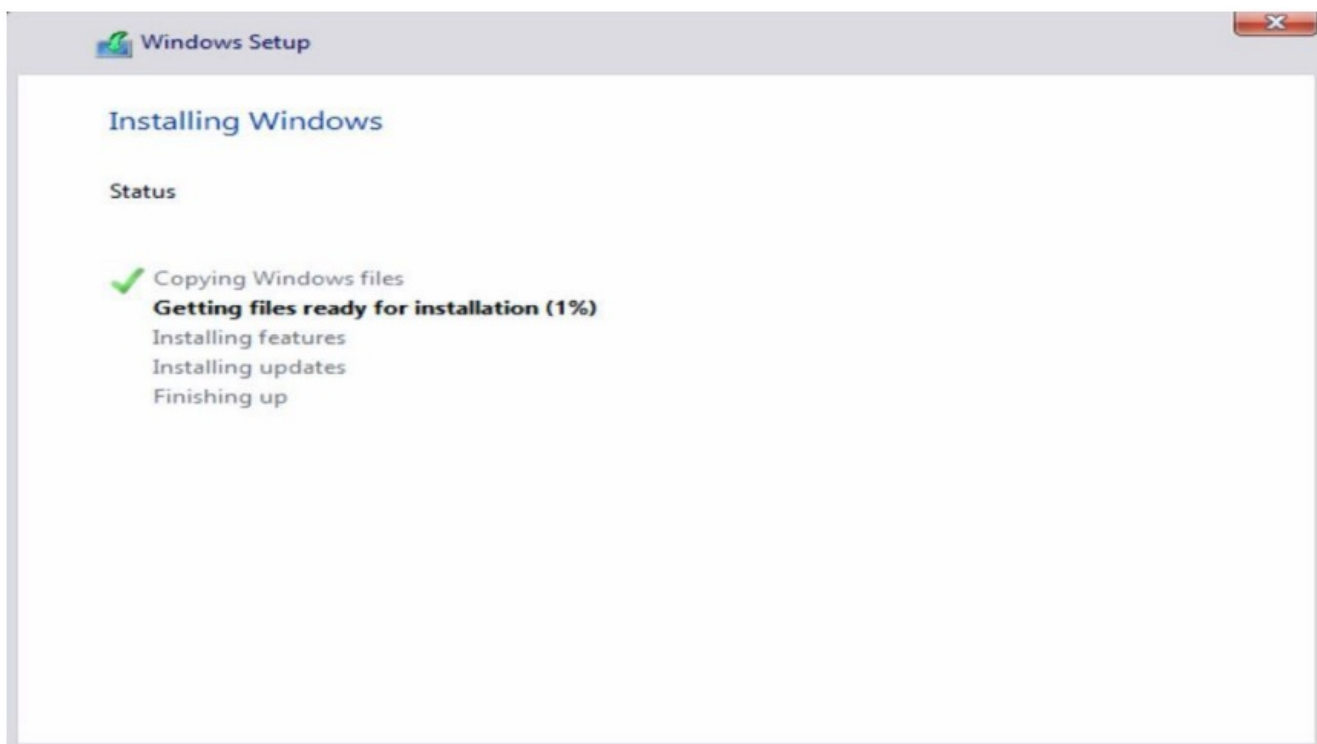 Windows Setup
Installing Windows
Status
Copying Windows files
Getting files ready for installation (1%)
Installing features
Installing updates
Finishing up